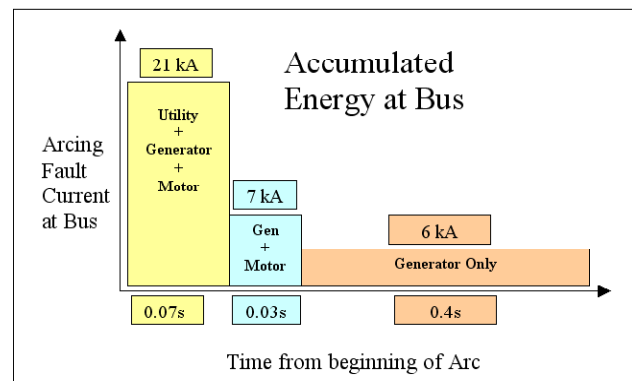 Accumulated
Energy at Bus
21 kA
Utility
+
Generator
+
Motor
Arcing
Fault
Current
at Bus
7 kA
Gen
+
Motor
6 kA
Generator Only
0.07s
0.03s
0.4s
Time from beginning of Arc